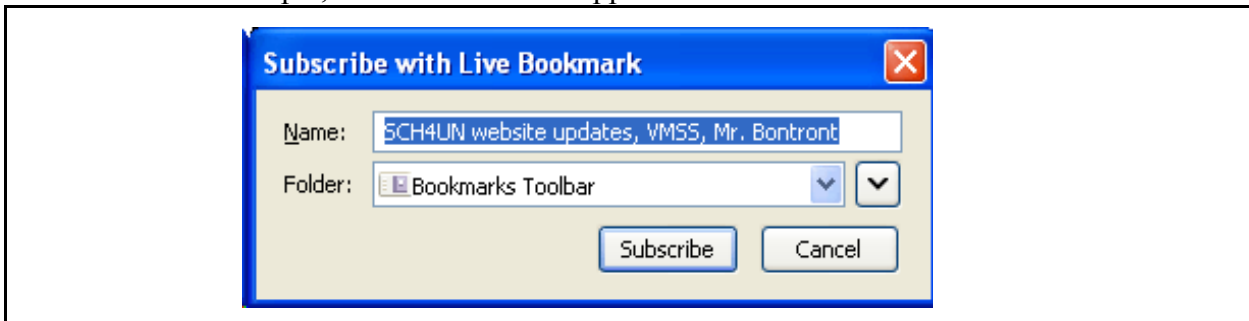 Subscribe with Live Bookmark
Name: SCH4UN website updates, VMSS, Mr. Bontront
Folder: Bookmarks Toolbar
Subscribe Cancel